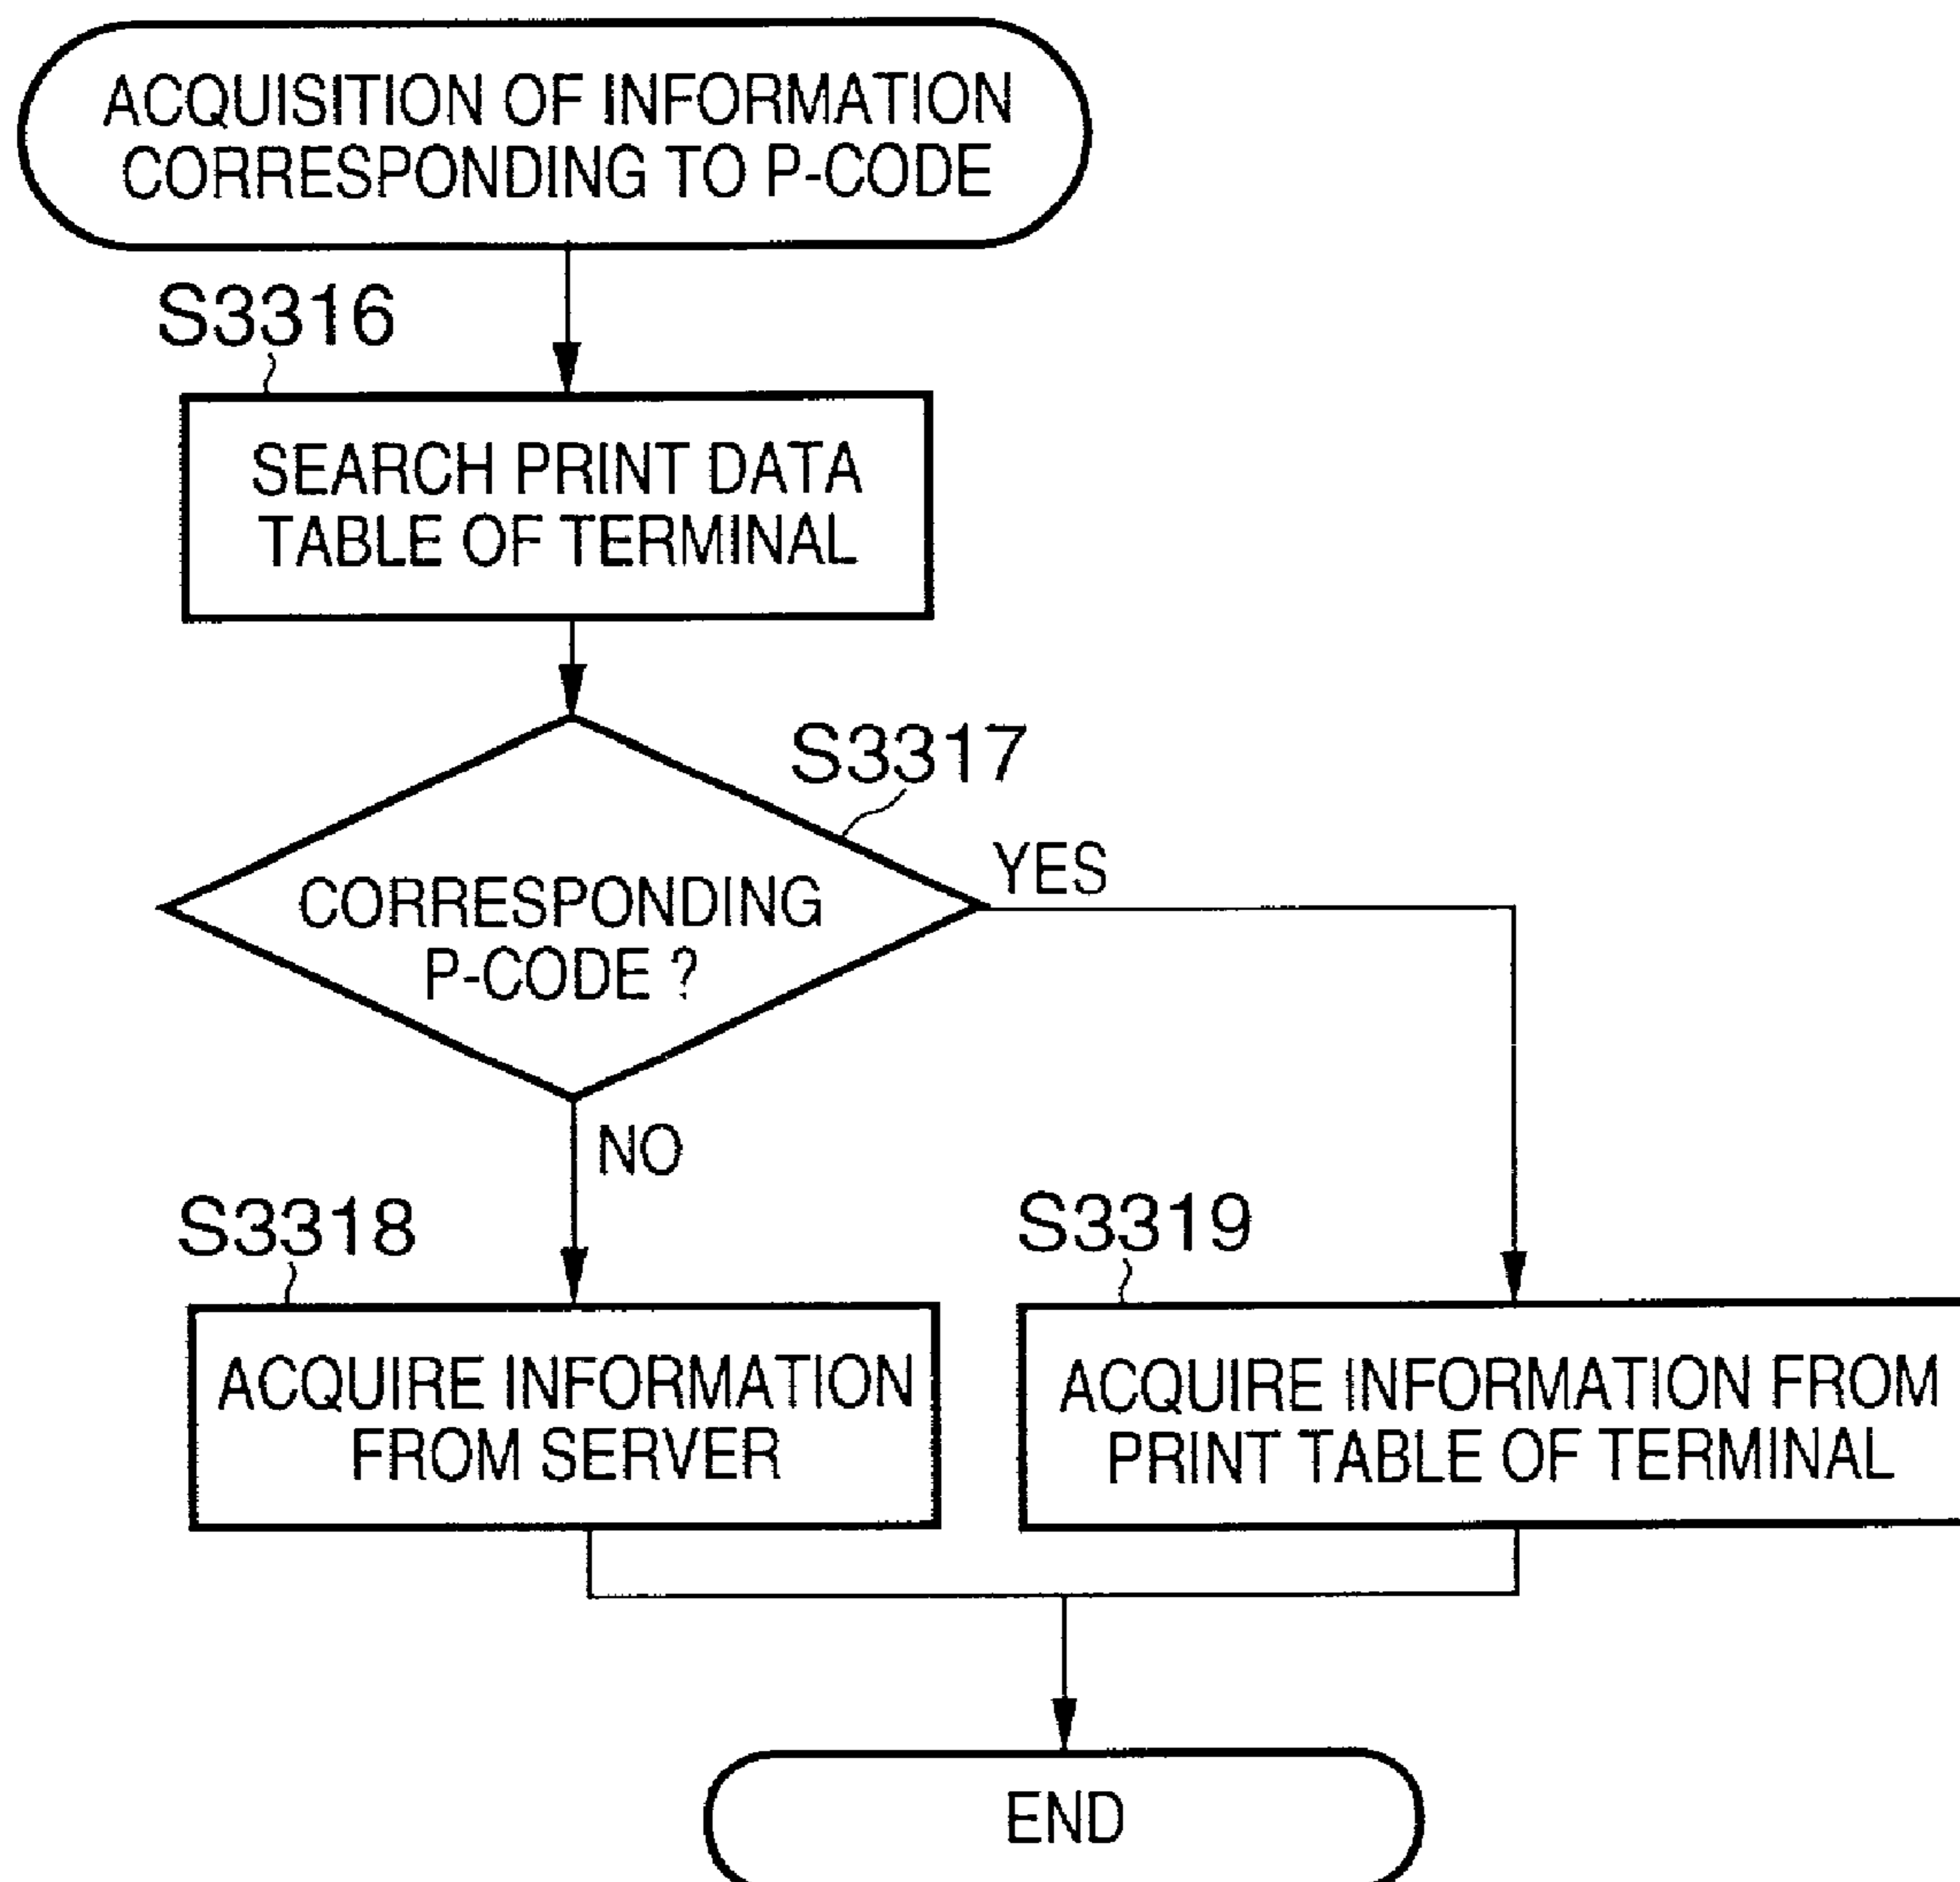 ACQUISITION OF INFORMATION
CORRESPONDING TO P-CODE
S3316
SEARCH PRINT DATA
TABLE OF TERMINAL
S3317
YES
CORRESPONDING
P-CODE ?
NO
S3318
ACQUIRE INFORMATION
FROM SERVER
S3319
ACQUIRE INFORMATION FROM
PRINT TABLE OF TERMINAL
END